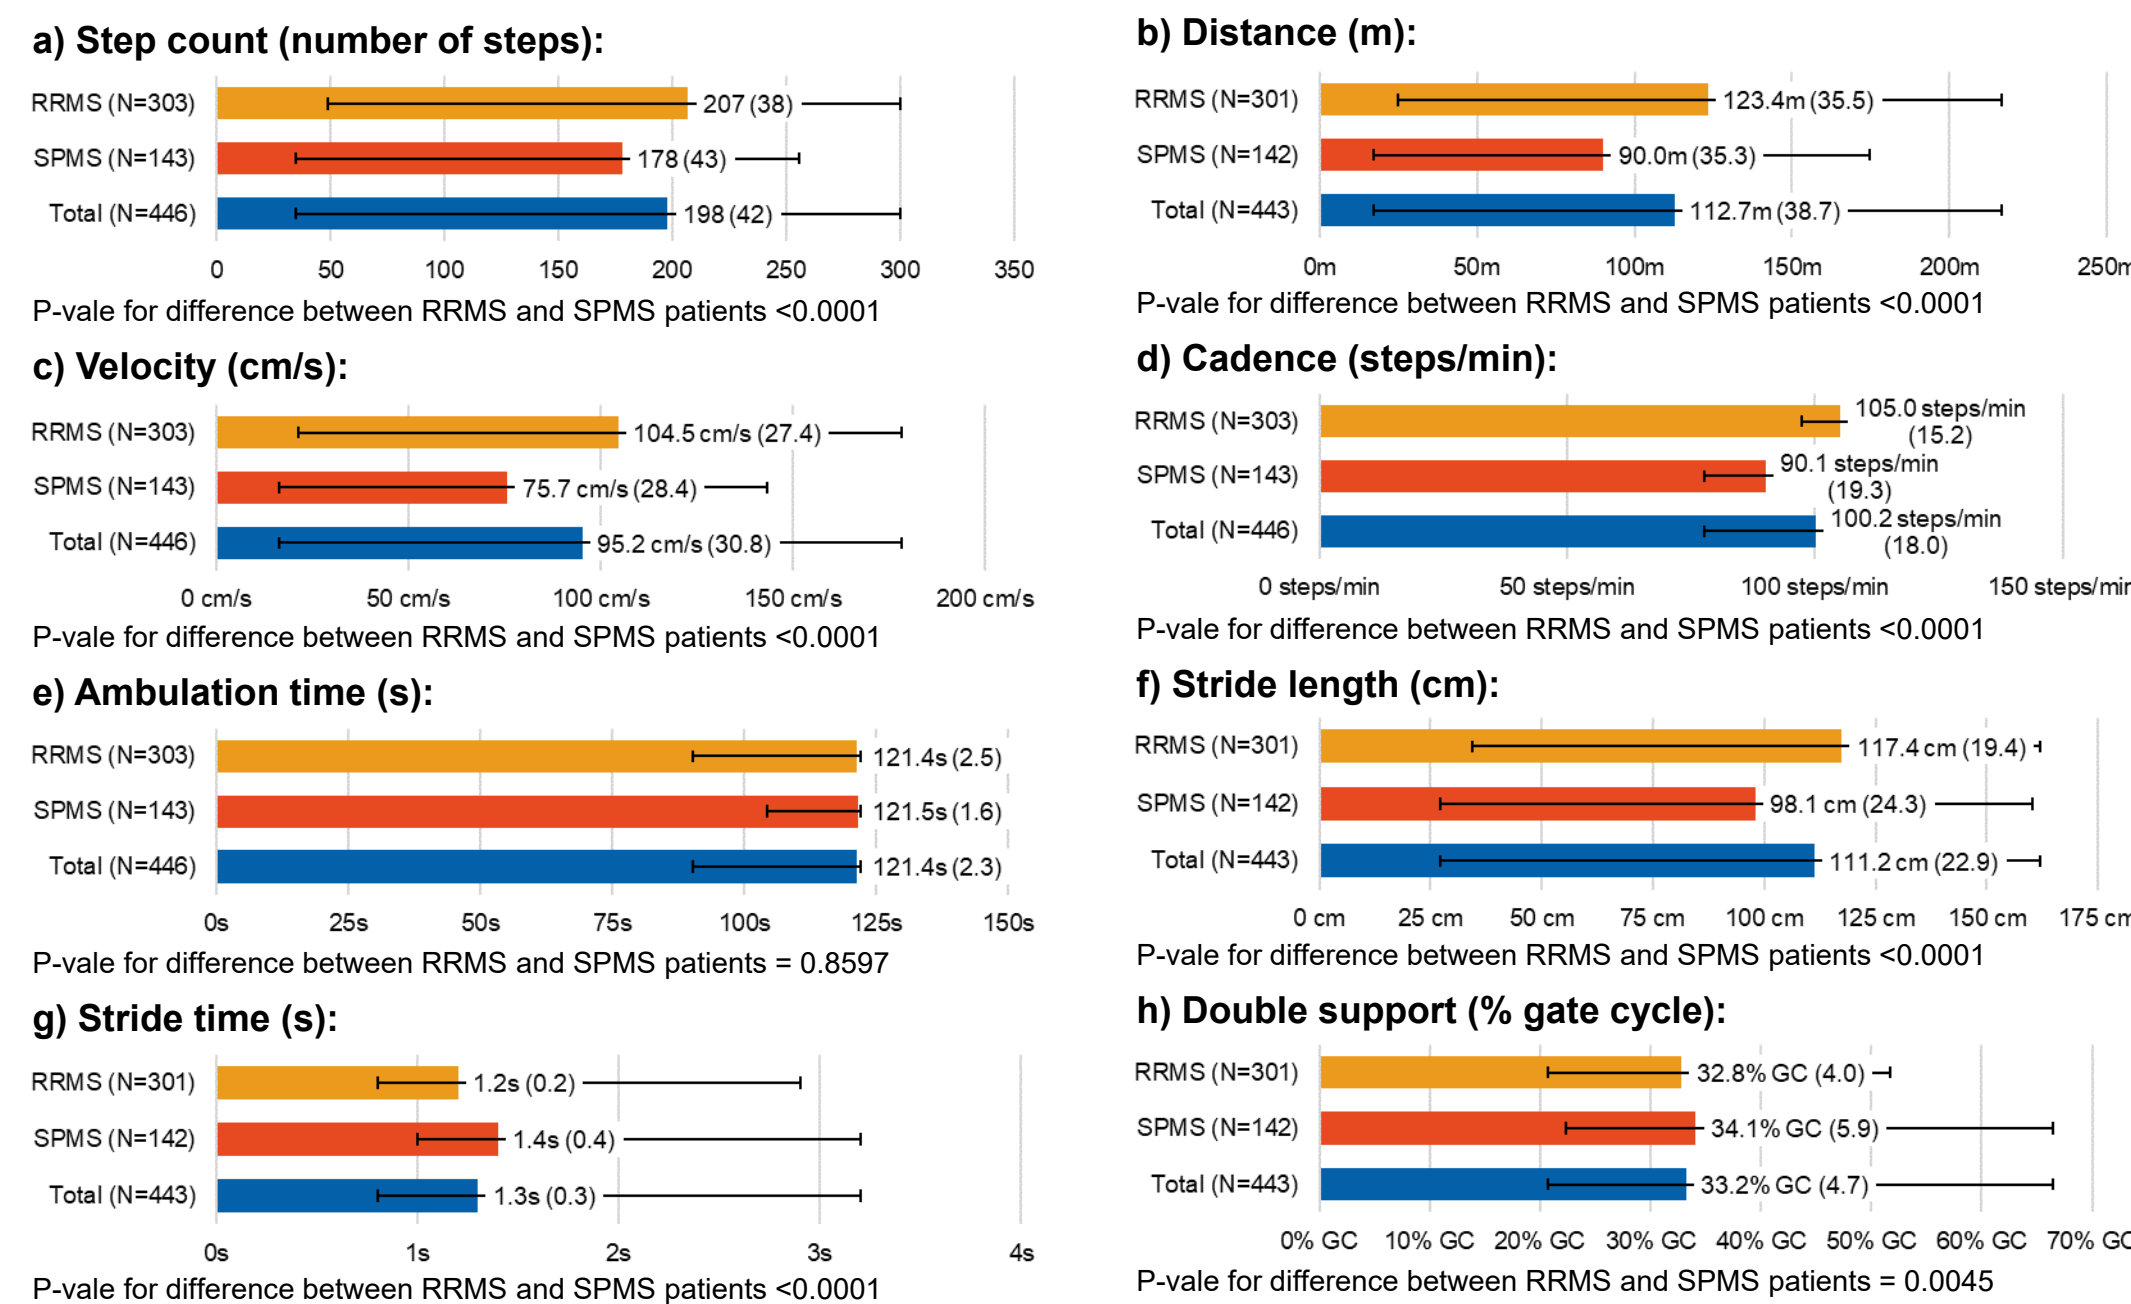 a) Step count (number of steps):
RRMS (N=303)
207 (38)
SPMS (N=143)
178 (43)
Total (N=446)
198 (42)
0 50 100 150 200 250 300 350
P-vale for difference between RRMS and SPMS patients <0.0001
b) Distance (m):
RRMS (N=301)
123.4m (35.5)
SPMS (N=142)
90.0m (35.3)
Total (N=443)
112.7m (38.7)
0m 50m 100m 150m 200m 250m
P-vale for difference between RRMS and SPMS patients <0.0001
c) Velocity (cm/s):
RRMS (N=303)
104.5 cm/s (27.4)
SPMS (N=143)
75.7 cm/s (28.4)
Total (N=446)
95.2 cm/s (30.8)
0 cm/s 50 cm/s 100 cm/s 150 cm/s 200 cm/s
P-vale for difference between RRMS and SPMS patients <0.0001
d) Cadence (steps/min):
RRMS (N=303)
105.0 steps/min
(15.2)
SPMS (N=143)
90.1 steps/min
(19.3)
Total (N=446)
100.2 steps/min
(18.0)
0 steps/min 50 steps/min 100 steps/min 150 steps/min
P-vale for difference between RRMS and SPMS patients <0.0001
e) Ambulation time (s):
RRMS (N=303)
121.4s (2.5)
SPMS (N=143)
121.5s (1.6)
Total (N=446)
121.4s (2.3)
0s 25s 50s 75s 100s 125s 150s
P-vale for difference between RRMS and SPMS patients = 0.8597
f) Stride length (cm):
RRMS (N=301)
117.4 cm (19.4)
SPMS (N=142)
98.1 cm (24.3)
Total (N=443)
111.2 cm (22.9)
0 cm 25 cm 50 cm 75 cm 100 cm 125 cm 150 cm 175 cm
P-vale for difference between RRMS and SPMS patients <0.0001
g) Stride time (s):
RRMS (N=301)
1.2s (0.2)
SPMS (N=142)
1.4s (0.4)
Total (N=443)
1.3s (0.3)
0s 1s 2s 3s 4s
P-vale for difference between RRMS and SPMS patients <0.0001
h) Double support (% gate cycle):
RRMS (N=301)
32.8% GC (4.0)
SPMS (N=142)
34.1% GC (5.9)
Total (N=443)
33.2% GC (4.7)
0% GC 10% GC 20% GC 30% GC 40% GC 50% GC 60% GC 70% GC
P-vale for difference between RRMS and SPMS patients = 0.0045